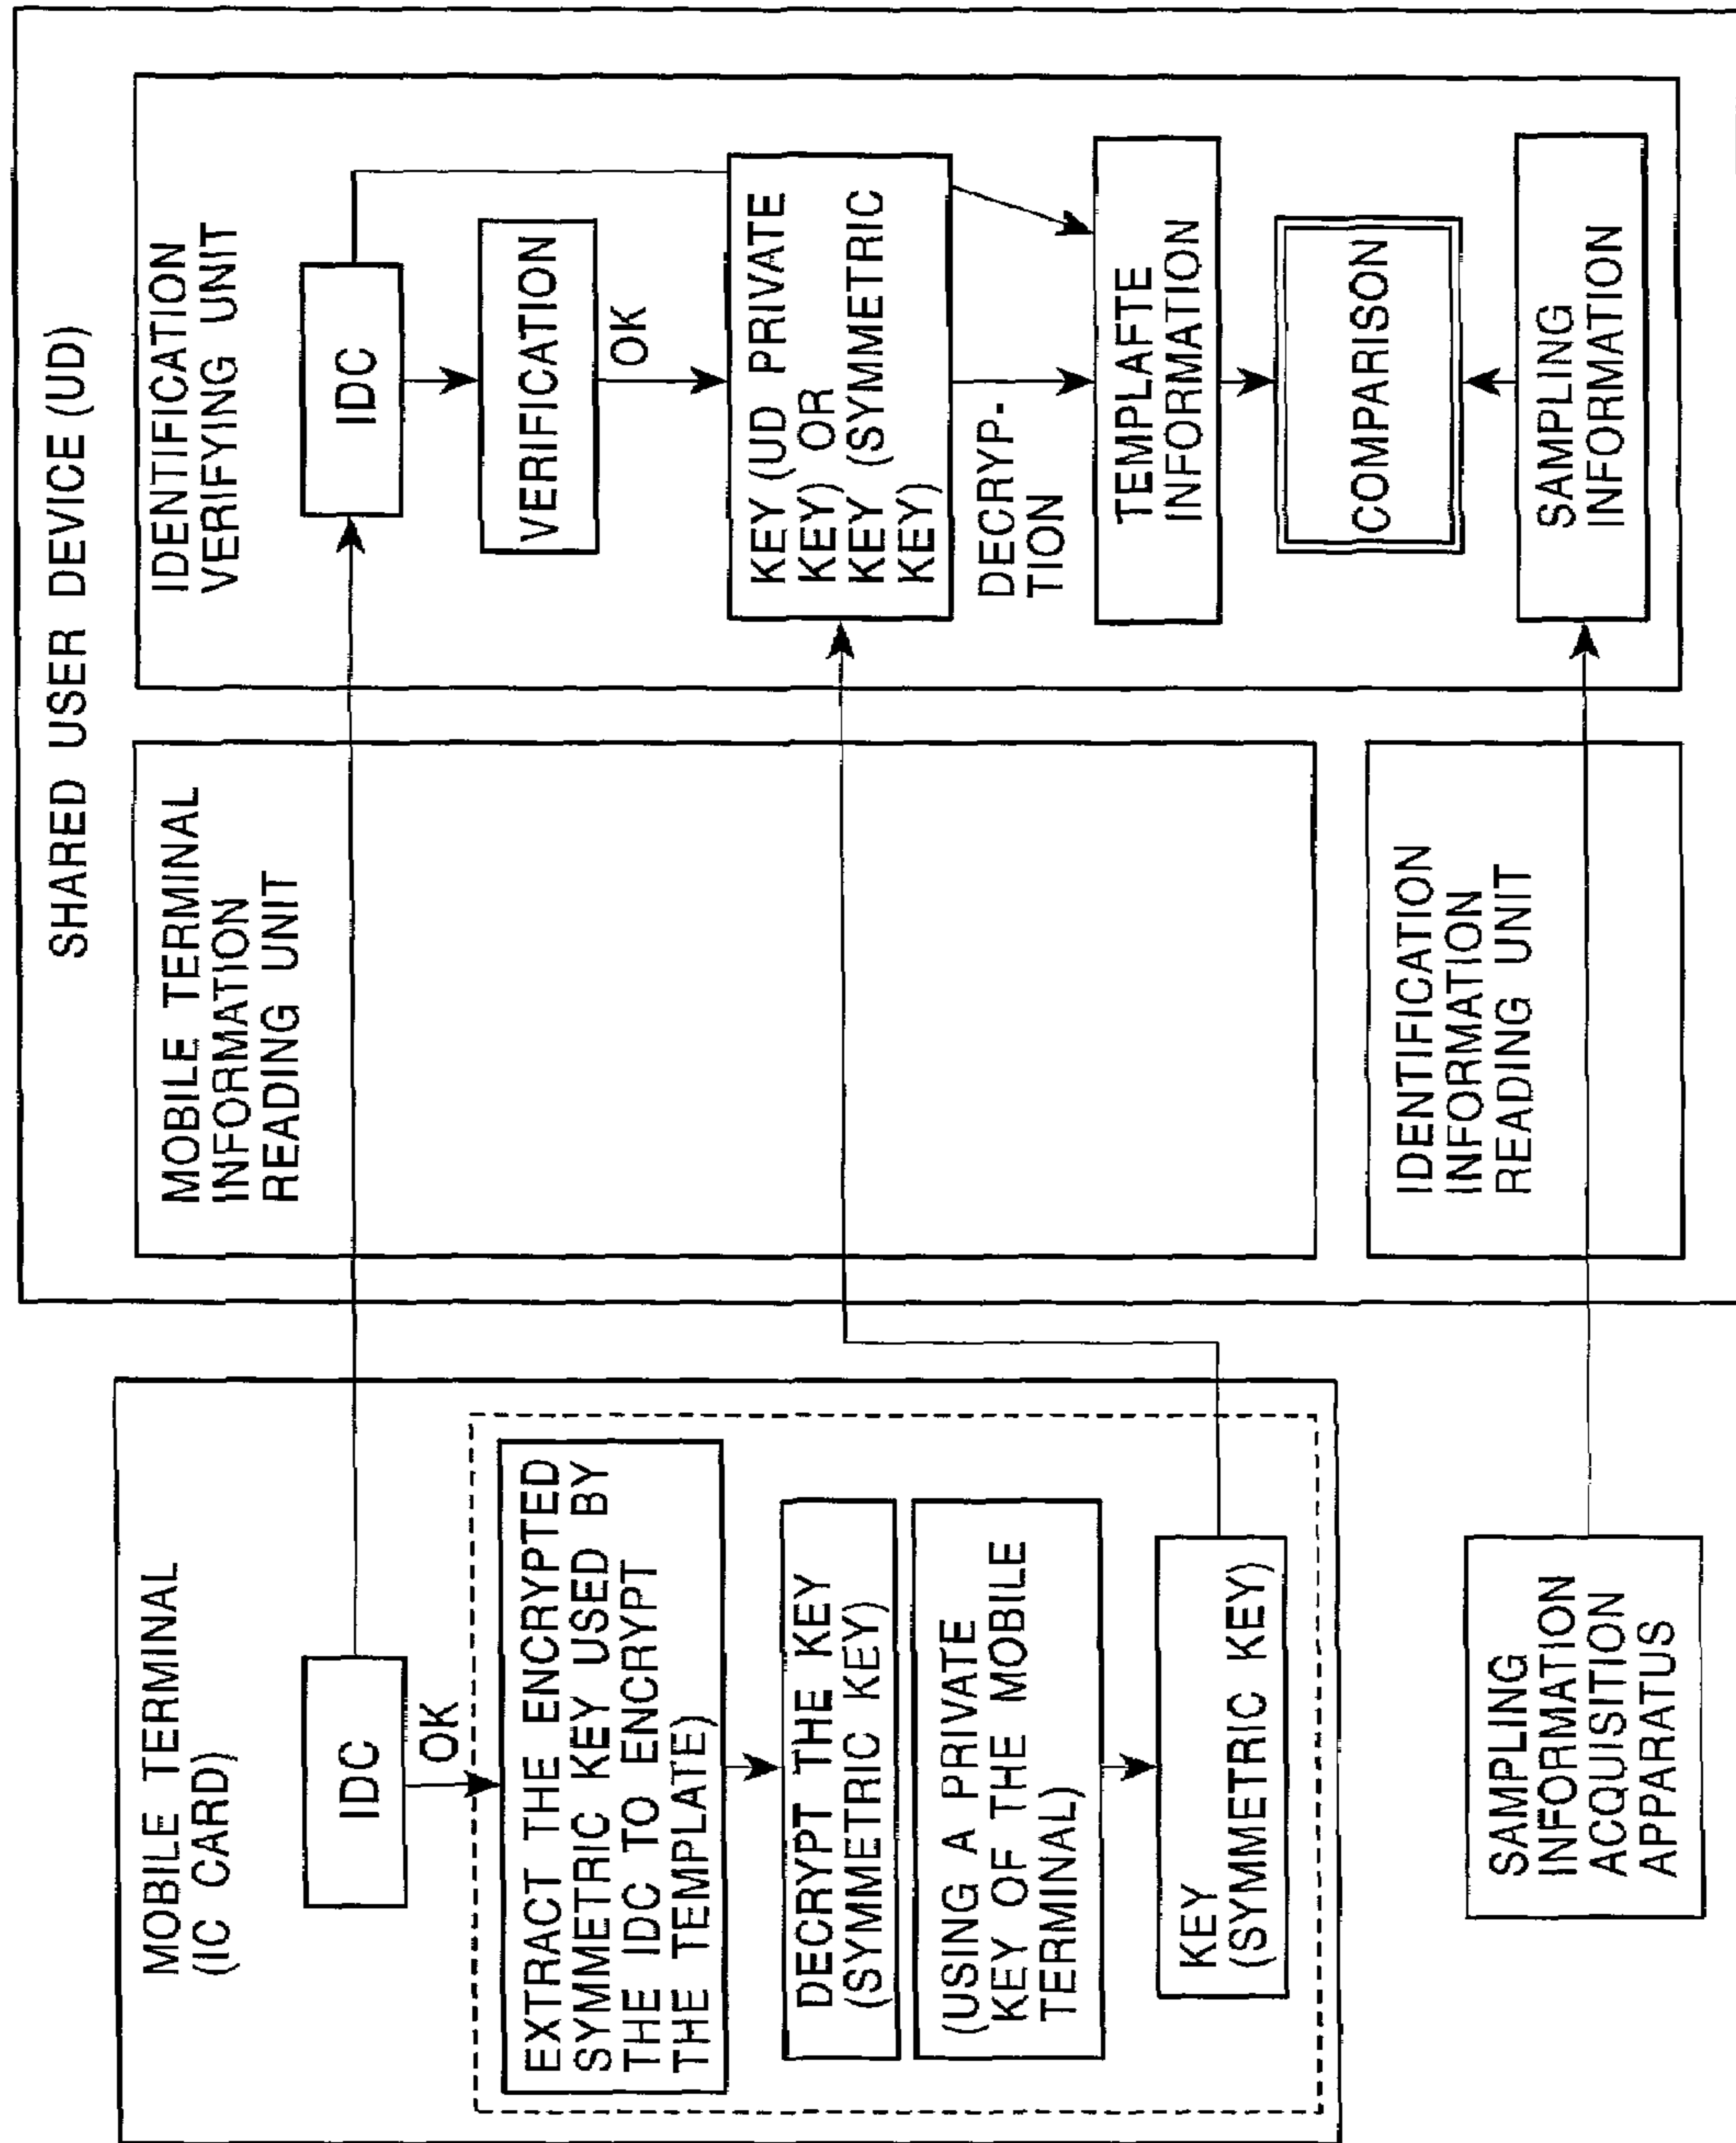 SHARED USER DEVICE (UD)
MOBILE TERMINAL
(IC CARD)
IDC
OK
EXTRACT THE ENCRYPTED
SYMMETRIC KEY USED BY
THE IDC TO ENCRYPT
THE TEMPLATE)
DECRYPT THE KEY
(SYMMETRIC KEY)
(USING A PRIVATE
KEY OF THE MOBILE
TERMINAL)
KEY
(SYMMETRIC KEY)
SAMPLING
INFORMATION
ACQUISITION
APPARATUS
MOBILE TERMINAL
INFORMATION
READING UNIT
IDENTIFICATION
INFORMATION
READING UNIT
IDENTIFICATION
VERIFYING UNIT
IDC
VERIFICATION
OK
KEY (UD PRIVATE
KEY) OR
KEY (SYMMETRIC
KEY)
DECRYP-
TION
TEMPLAFTE
INFORMATION
COMPARISON
SAMPLING
INFORMATION